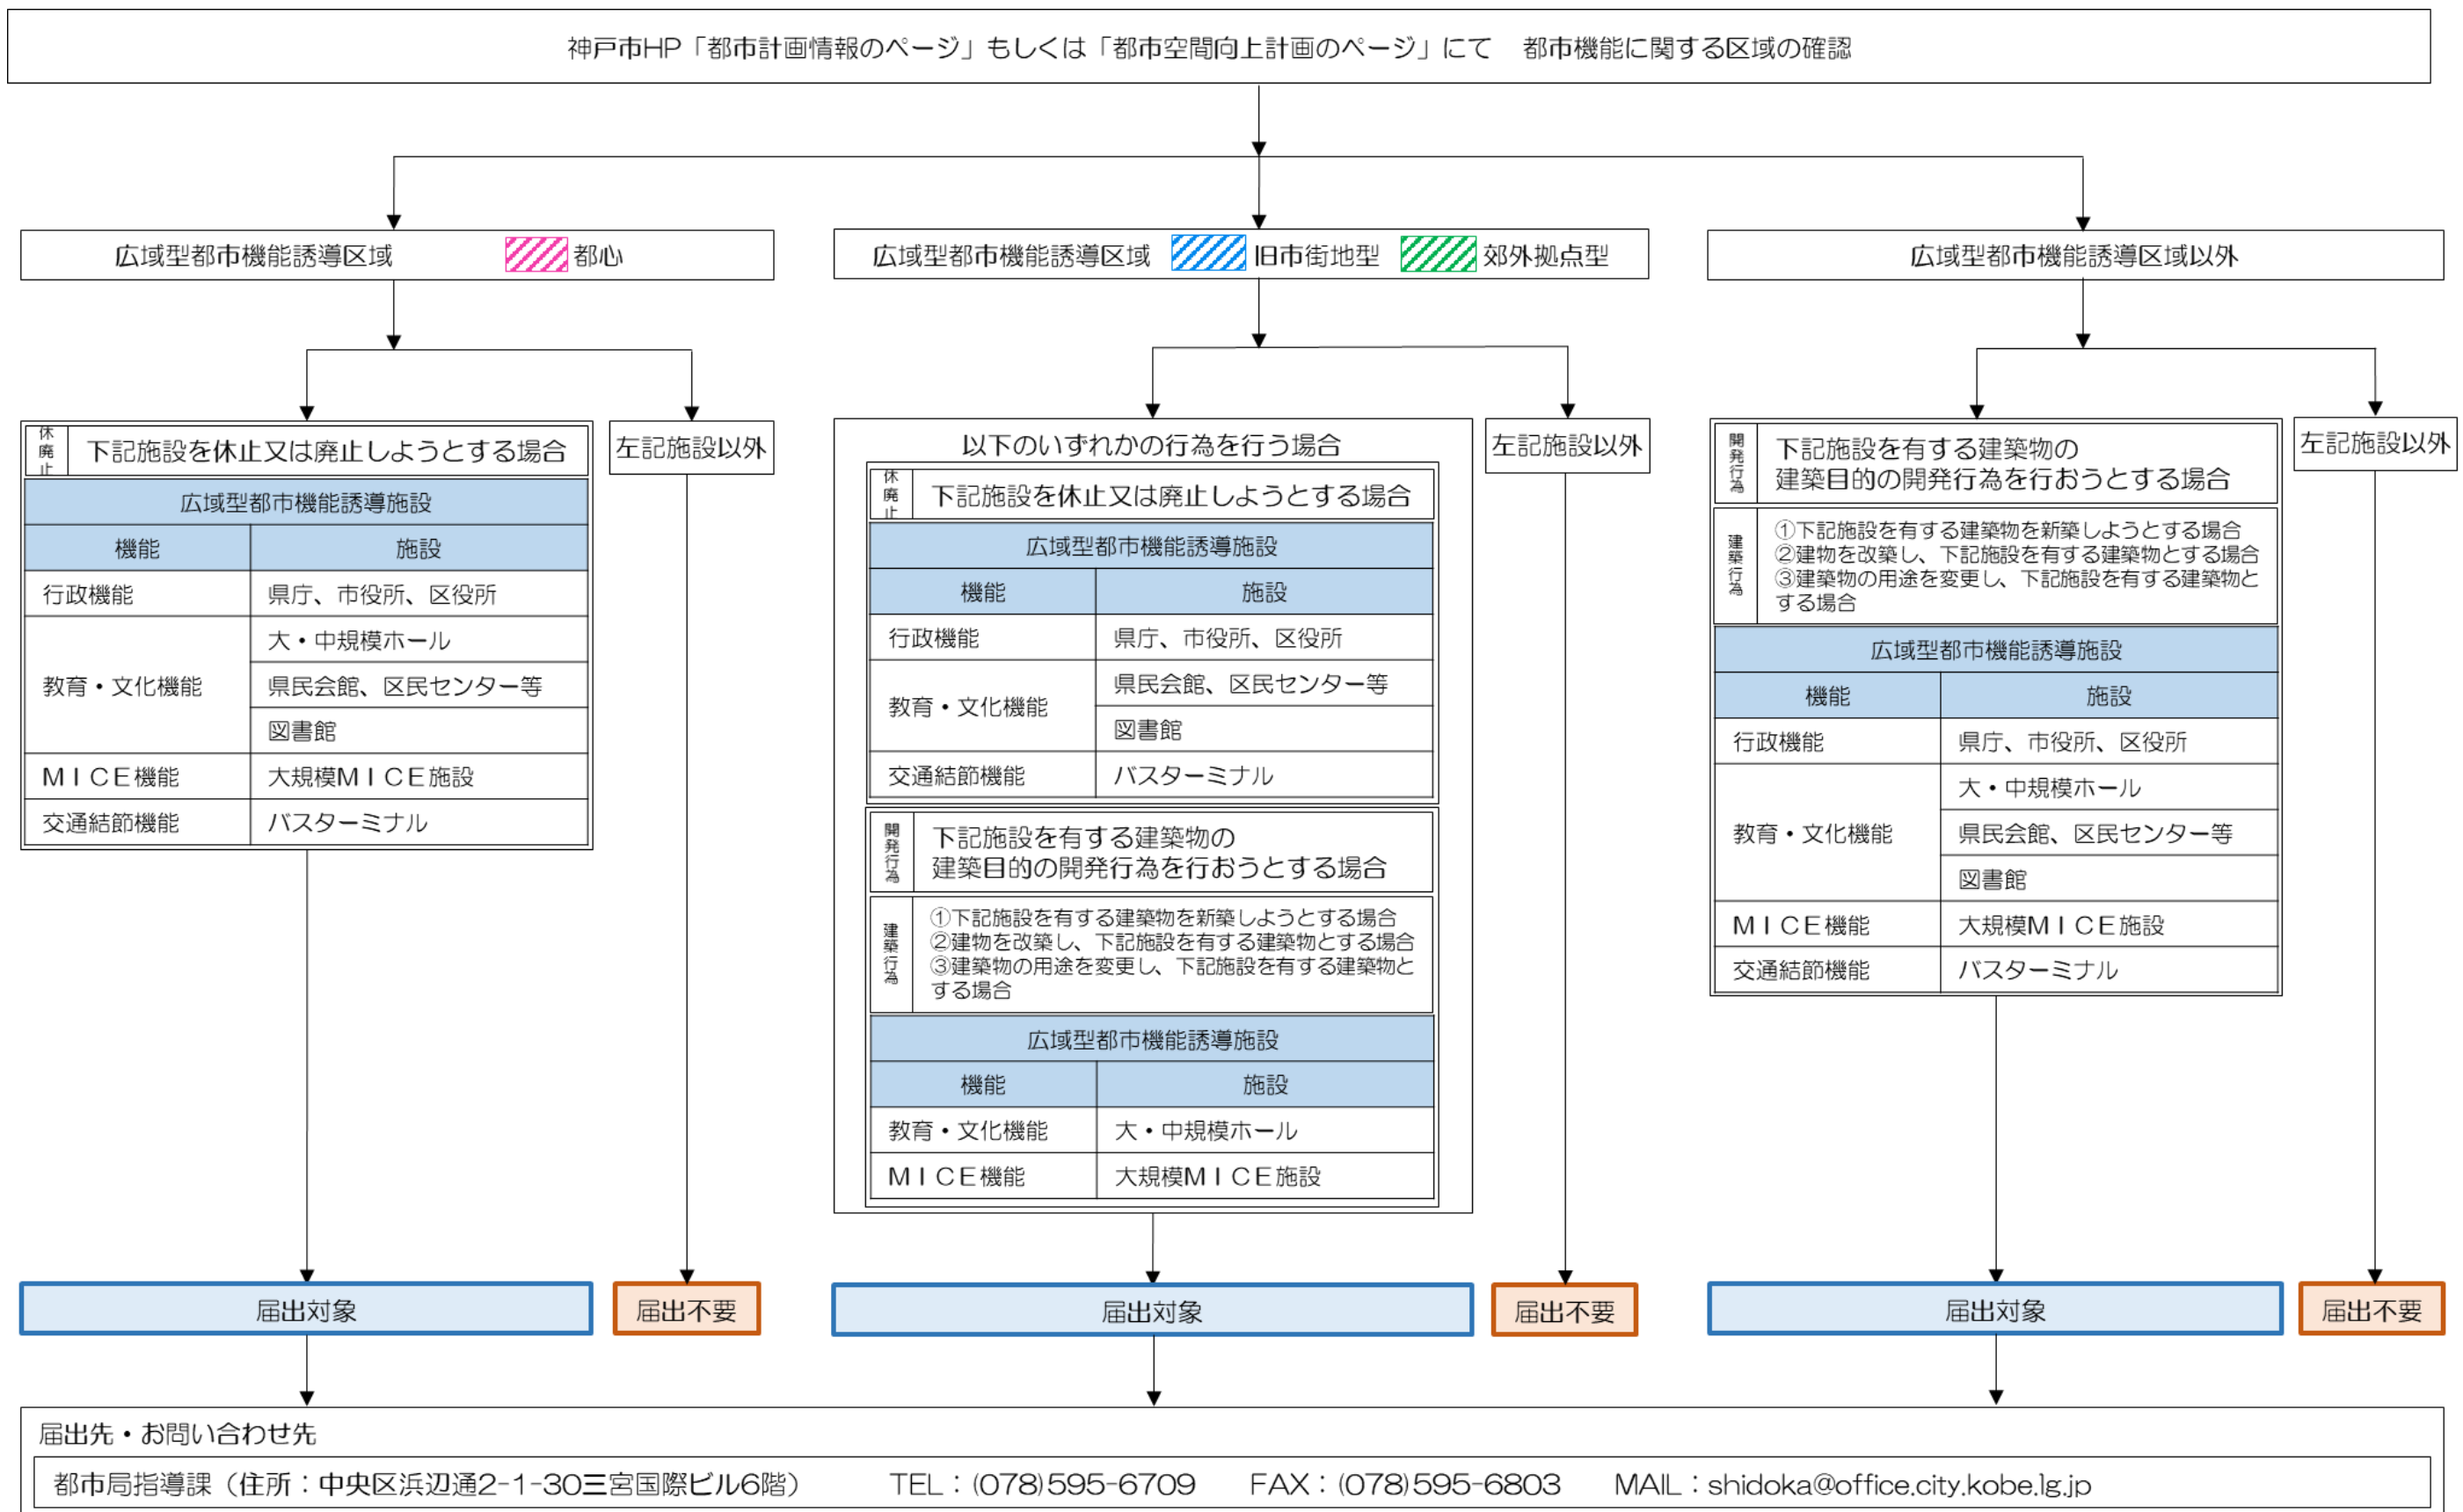 神戸市HP「都市計画情報のページ」もしくは「都市空間向上計画のページ」にて　都市機能に関する区域の確認
広域型都市機能誘導区域 都心
休廃止 下記施設を休止又は廃止しようとする場合
広域型都市機能誘導施設
機能 施設
行政機能 県庁、市役所、区役所
教育・文化機能 大・中規模ホール
県民会館、区民センター等
図書館
ＭＩＣＥ機能 大規模ＭＩＣＥ施設
交通結節機能 バスターミナル
左記施設以外
届出対象
届出不要
広域型都市機能誘導区域 旧市街地型 郊外拠点型
以下のいずれかの行為を行う場合
休廃止 下記施設を休止又は廃止しようとする場合
広域型都市機能誘導施設
機能 施設
行政機能 県庁、市役所、区役所
教育・文化機能 県民会館、区民センター等
図書館
交通結節機能 バスターミナル
開発行為 下記施設を有する建築物の
建築目的の開発行為を行おうとする場合
建築行為 ①下記施設を有する建築物を新築しようとする場合
②建物を改築し、下記施設を有する建築物とする場合
③建築物の用途を変更し、下記施設を有する建築物と
する場合
広域型都市機能誘導施設
機能 施設
教育・文化機能 大・中規模ホール
ＭＩＣＥ機能 大規模ＭＩＣＥ施設
左記施設以外
届出対象
届出不要
広域型都市機能誘導区域以外
開発行為 下記施設を有する建築物の
建築目的の開発行為を行おうとする場合
建築行為 ①下記施設を有する建築物を新築しようとする場合
②建物を改築し、下記施設を有する建築物とする場合
③建築物の用途を変更し、下記施設を有する建築物と
する場合
広域型都市機能誘導施設
機能 施設
行政機能 県庁、市役所、区役所
教育・文化機能 大・中規模ホール
県民会館、区民センター等
図書館
ＭＩＣＥ機能 大規模ＭＩＣＥ施設
交通結節機能 バスターミナル
左記施設以外
届出対象
届出不要
届出先・お問い合わせ先
都市局指導課（住所：中央区浜辺通2-1-30三宮国際ビル6階） TEL：(078)595-6709 FAX：(078)595-6803 MAIL：shidoka@office.city.kobe.lg.jp